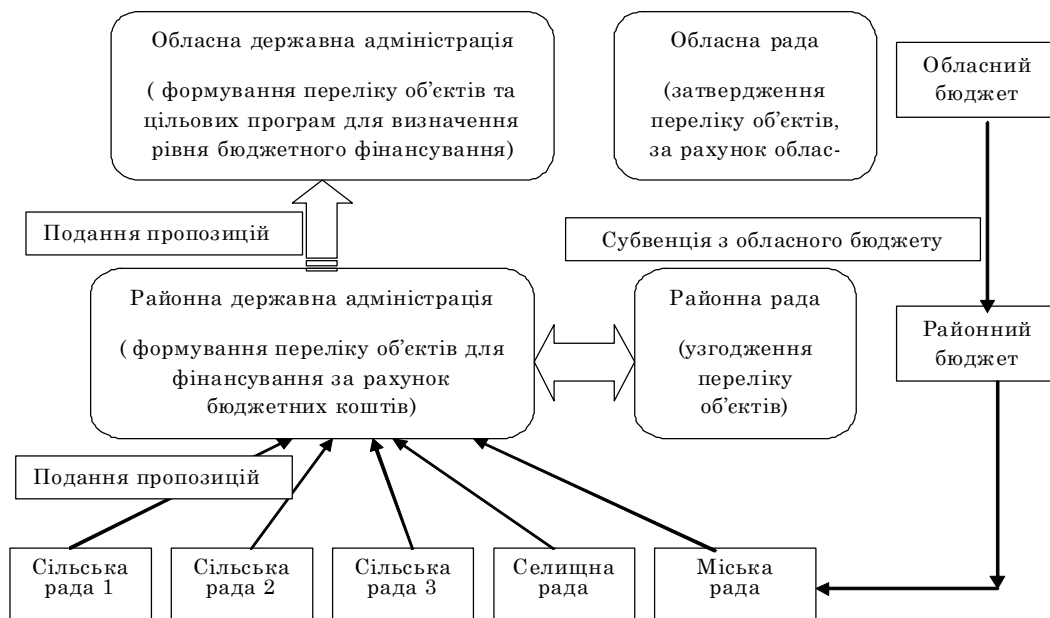 Обласна державна адміністрація
( формування переліку об'єктів та
цільових програм для визначення
рівня бюджетного фінансування)
Обласна рада
(затвердження
переліку об'єктів,
за рахунок облас-
Обласний
бюджет
Подання пропозицій
Субвенція з обласного бюджету
Районна державна адміністрація
( формування переліку об'єктів для
фінансування за рахунок
бюджетних коштів)
Районна рада
(узгодження
переліку
об'єктів)
Районний
бюджет
Подання пропозицій
Сільська
рада 1
Сільська
рада 2
Сільська
рада 3
Селищна
рада
Міська
рада